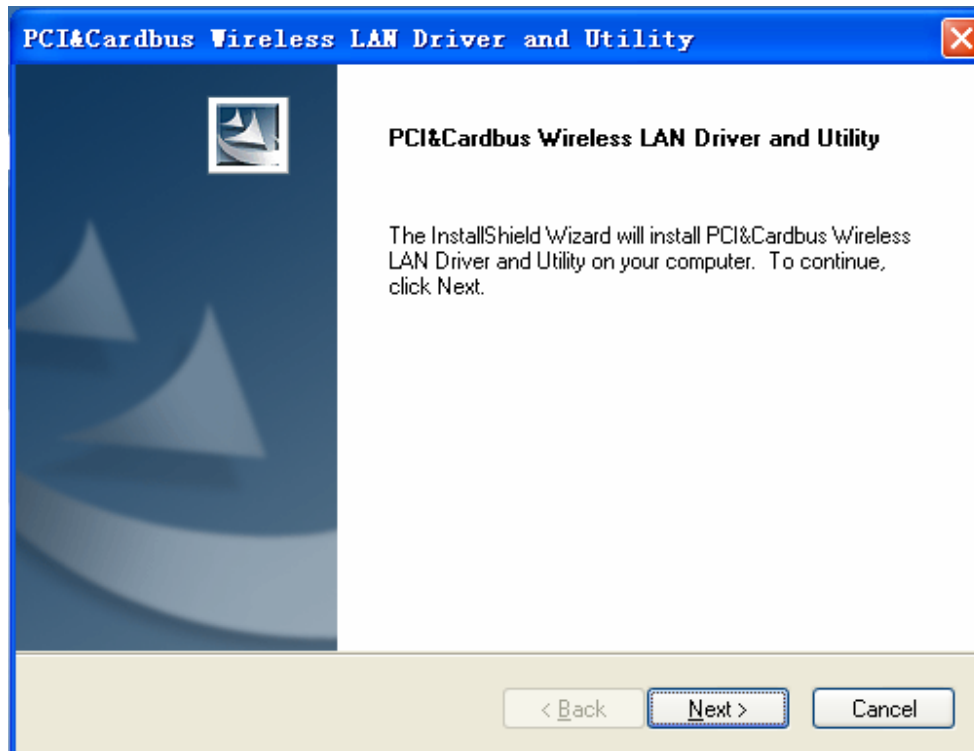 PCI&Cardbus Wireless LAN Driver and Utility
PCI&Cardbus Wireless LAN Driver and Utility
The InstallShield Wizard will install PCI&Cardbus Wireless
LAN Driver and Utility on your computer.  To continue,
click Next.
< Back Next > Cancel